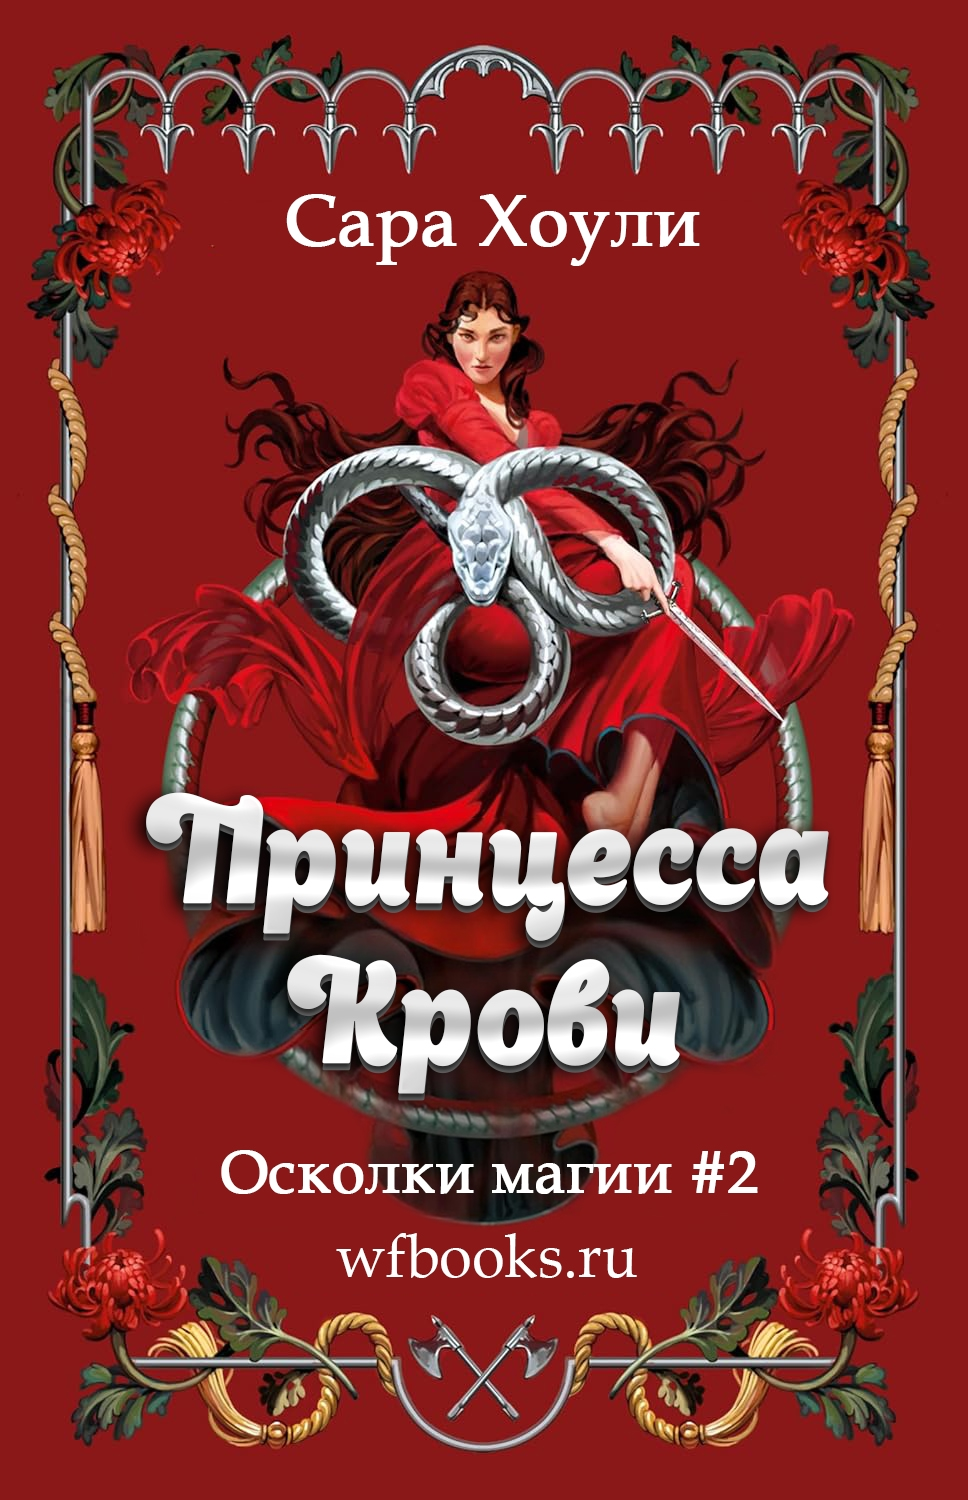 Сара Хоули
Принцесса
Крови
Осколки магии #2
wfbooks.ru